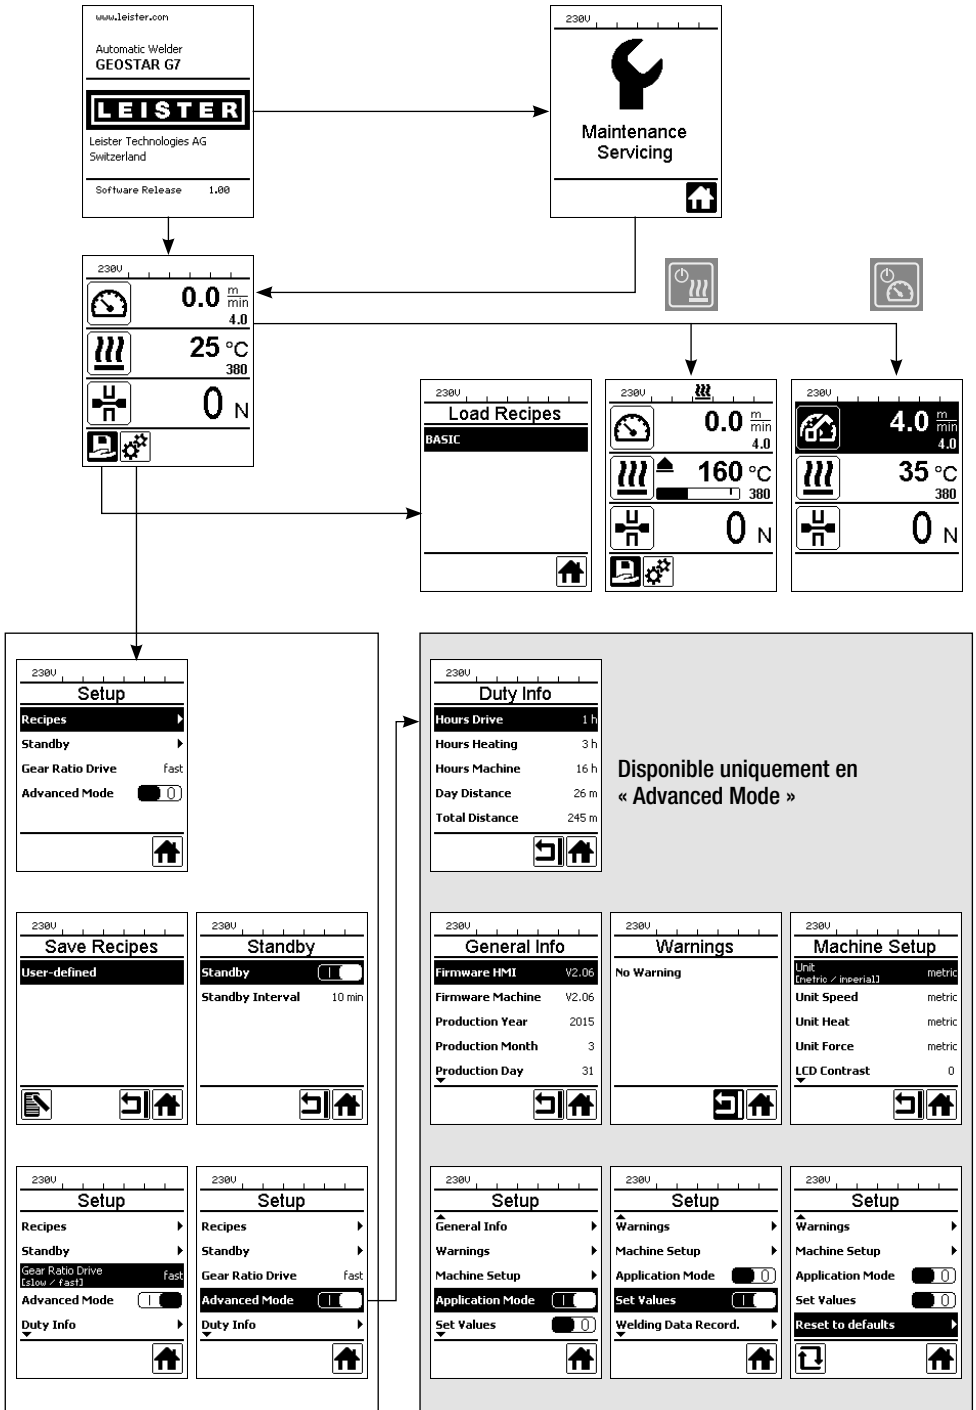 www.leister.com
Automatic Welder
GEOSTAR G7
LEISTER
Leister Technologies AG
Switzerland
Software Release 1.00
230V
Maintenance
Servicing
230V
0.0 m/min
4.0
25 °C
380
0 N
230V
Load Recipes
BASIC
230V
0.0 m/min
4.0
160 °C
380
0 N
230V
4.0 m/min
4.0
35 °C
380
0 N
230V
Setup
Recipes
Standby
Gear Ratio Drive fast
Advanced Mode 0
230V
Duty Info
Hours Drive 1 h
Hours Heating 3 h
Hours Machine 16 h
Day Distance 26 m
Total Distance 245 m
Disponible uniquement en
« Advanced Mode »
230V
Save Recipes
User-defined
230V
Standby
Standby I
Standby Interval 10 min
230V
General Info
Firmware HMI V2.06
Firmware Machine V2.06
Production Year 2015
Production Month 3
Production Day 31
230V
Warnings
No Warning
230V
Machine Setup
Unit
[metric / inperial] metric
Unit Speed metric
Unit Heat metric
Unit Force metric
LCD Contrast 0
230V
Setup
Recipes
Standby
Gear Ratio Drive
[slow / fast] fast
Advanced Mode I
Duty Info
230V
Setup
Recipes
Standby
Gear Ratio Drive fast
Advanced Mode I
Duty Info
230V
Setup
General Info
Warnings
Machine Setup
Application Mode I
Set Values 0
230V
Setup
Warnings
Machine Setup
Application Mode 0
Set Values I
Welding Data Record.
230V
Setup
Warnings
Machine Setup
Application Mode 0
Set Values 0
Reset to defaults